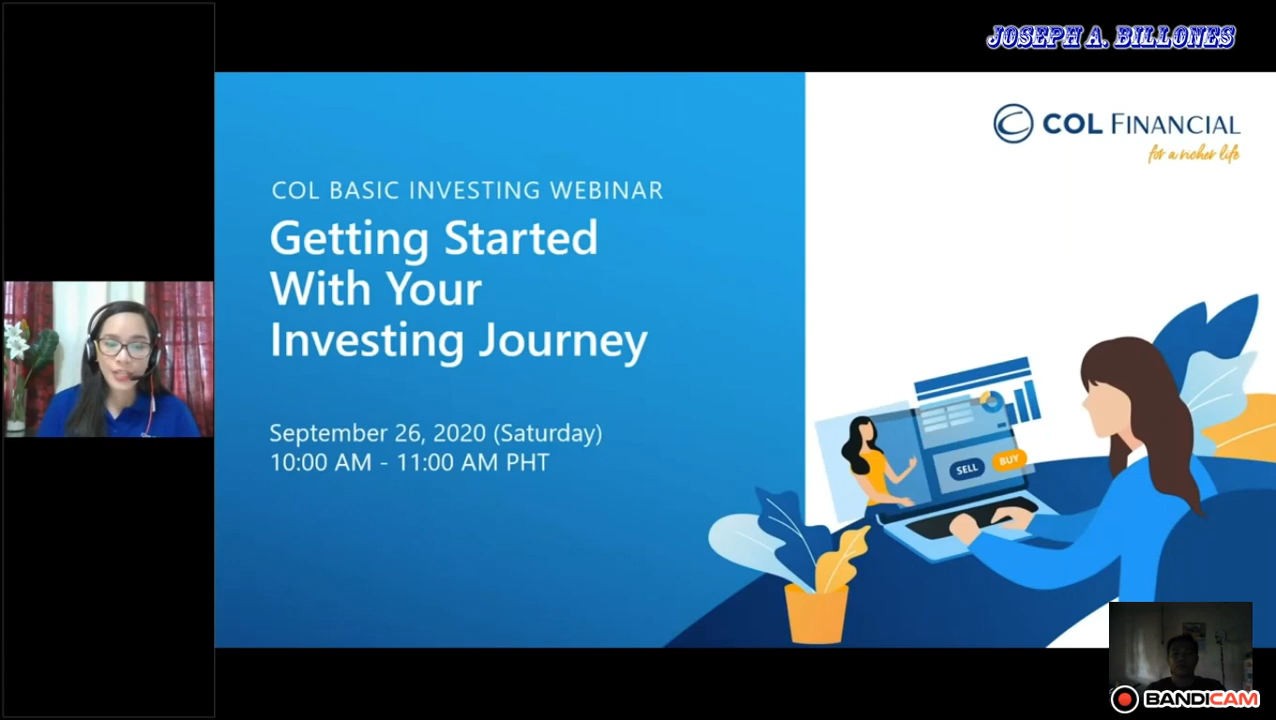 JOSEPH A. BILLONES
COL FINANCIAL
for a richer life
COL BASIC INVESTING WEBINAR
Getting Started
With Your
Investing Journey
September 26, 2020 (Saturday)
10:00 AM - 11:00 AM PHT
SELL
BUY
BANDICAM